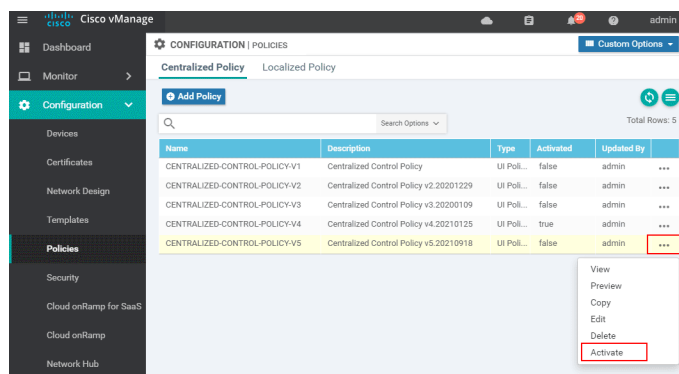 cisco Cisco vManage
20
admin
Dashboard
Monitor
Configuration
Devices
Certificates
Network Design
Templates
Policies
Security
Cloud onRamp for SaaS
Cloud onRamp
Network Hub
CONFIGURATION | POLICIES
Custom Options
Centralized Policy Localized Policy
Add Policy
Search Options
Total Rows: 5
Name Description Type Activated Updated By
CENTRALIZED-CONTROL-POLICY-V1 Centralized Control Policy UI Poli... false admin
CENTRALIZED-CONTROL-POLICY-V2 Centralized Control Policy v2.20201229 UI Poli... false admin
CENTRALIZED-CONTROL-POLICY-V3 Centralized Control Policy v3.20200109 UI Poli... false admin
CENTRALIZED-CONTROL-POLICY-V4 Centralized Control Policy v4.20210125 UI Poli... true admin
CENTRALIZED-CONTROL-POLICY-V5 Centralized Control Policy v5.20210918 UI Poli... false admin
View
Preview
Copy
Edit
Delete
Activate